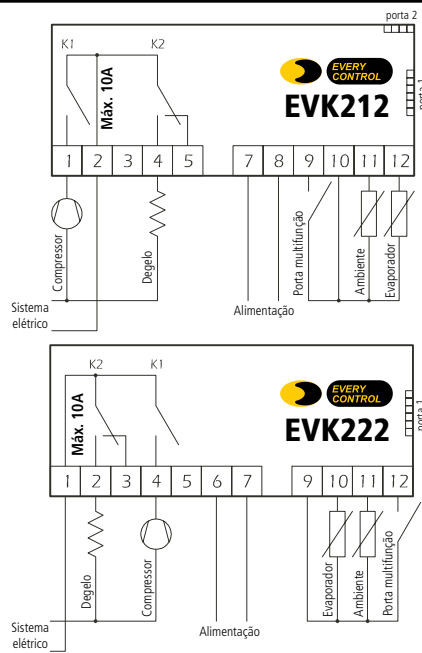 porta 2
K1 K2
EVERY
CONTROL
Máx. 10A
EVK212
porta 1
1 2 3 4 5 7 8 9 10 11 12
Compressor
Degelo
Porta multifunção
Ambiente
Evaporador
Sistema
elétrico
Alimentação
K2 K1
EVERY
CONTROL
Máx. 10A
EVK222
porta 1
1 2 3 4 5 6 7 9 10 11 12
Degelo
Compressor
Evaporador
Ambiente
Porta multifunção
Sistema
elétrico
Alimentação